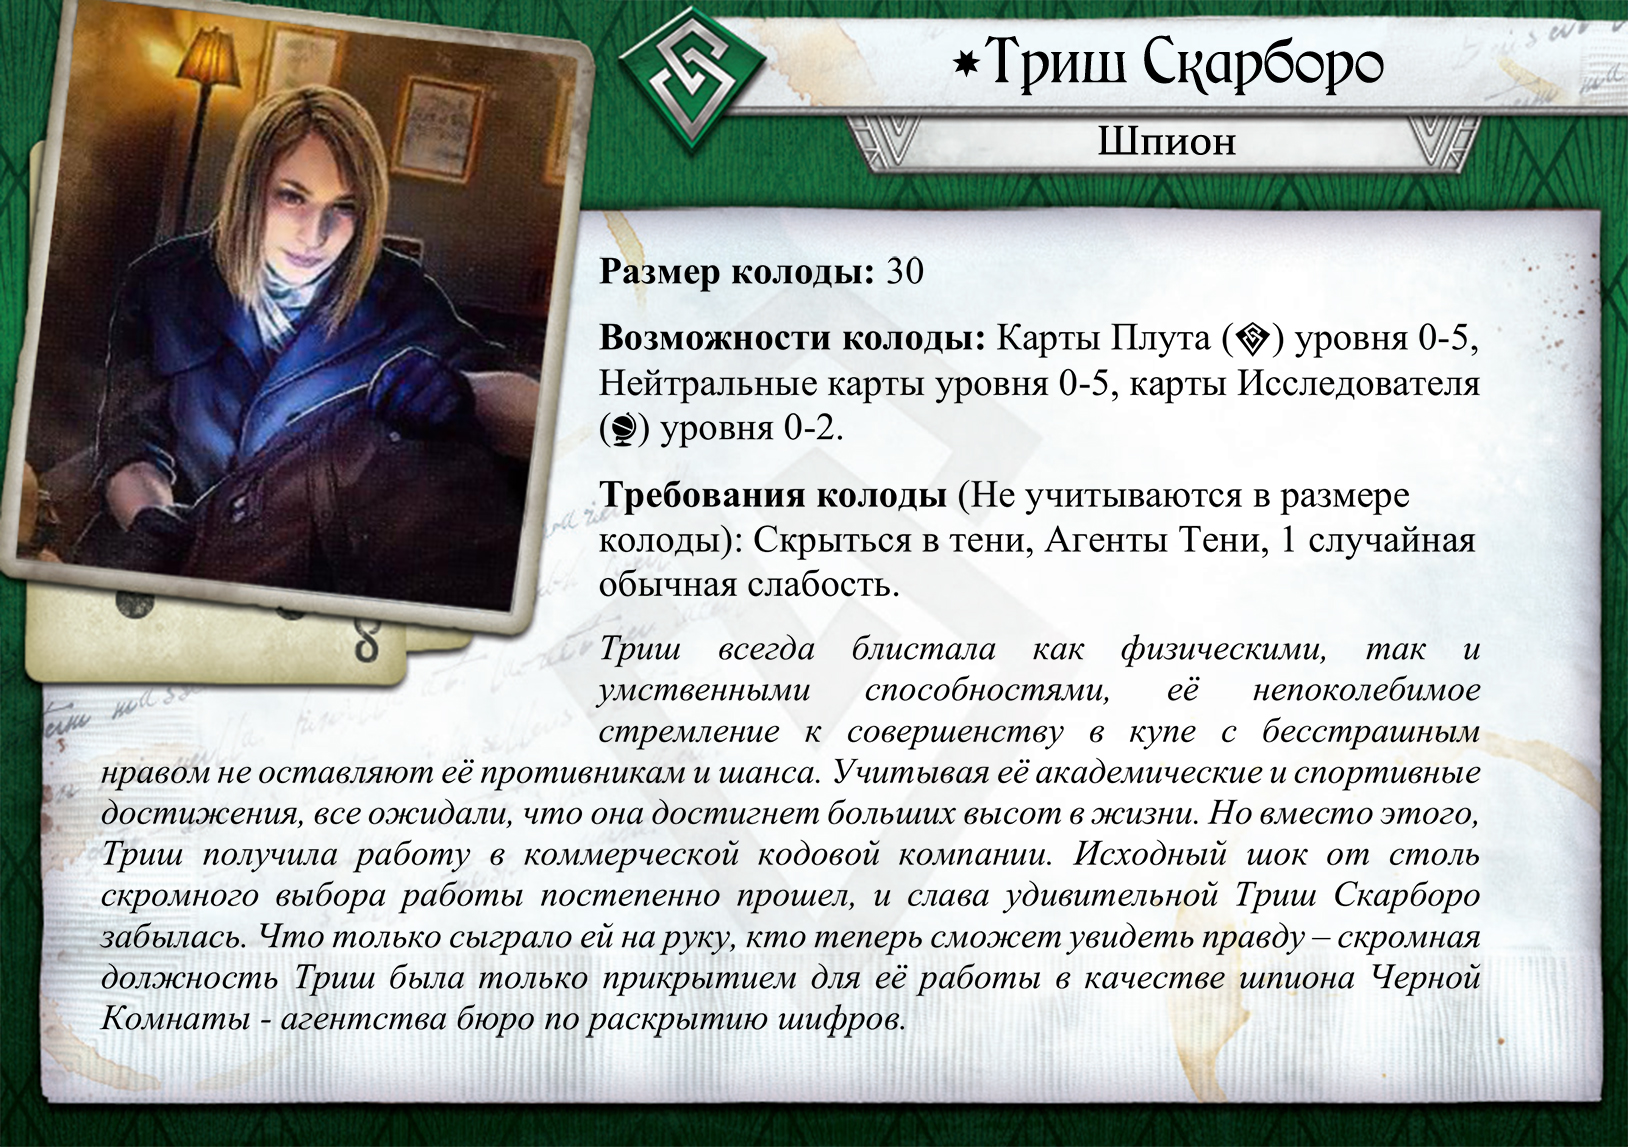 Триш Скарборо
Шпион
Размер колоды: 30
Возможности колоды: Карты Плута () уровня 0-5,
Нейтральные карты уровня 0-5, карты Исследователя
() уровня 0-2.
Требования колоды (Не учитываются в размере
колоды): Скрыться в тени, Агенты Тени, 1 случайная
обычная слабость.
Триш всегда блистала как физическими, так и
умственными способностями, её непоколебимое
стремление к совершенству в купе с бесстрашным
нравом не оставляют её противникам и шанса. Учитывая её академические и спортивные
достижения, все ожидали, что она достигнет больших высот в жизни. Но вместо этого,
Триш получила работу в коммерческой кодовой компании. Исходный шок от столь
скромного выбора работы постепенно прошел, и слава удивительной Триш Скарборо
забылась. Что только сыграло ей на руку, кто теперь сможет увидеть правду – скромная
должность Триш была только прикрытием для её работы в качестве шпиона Черной
Комнаты - агентства бюро по раскрытию шифров.
8